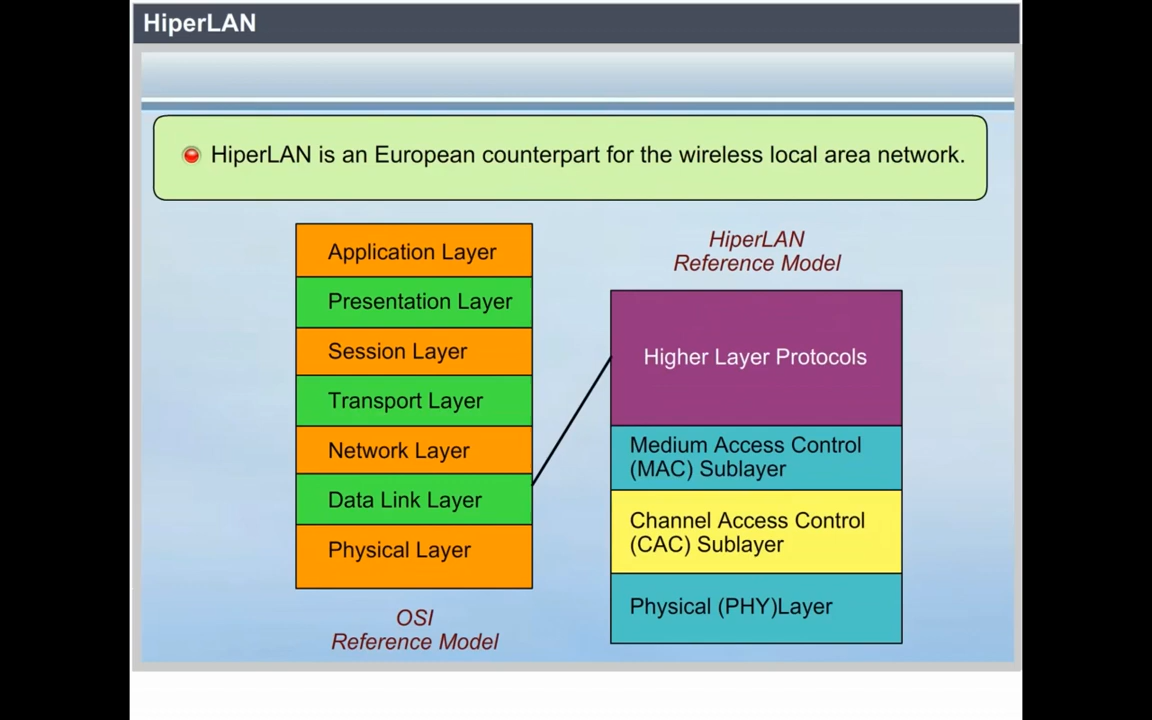 HiperLAN
HiperLAN is an European counterpart for the wireless local area network.
Application Layer
Presentation Layer
Session Layer
Transport Layer
Network Layer
Data Link Layer
Physical Layer
OSI
Reference Model
HiperLAN
Reference Model
Higher Layer Protocols
Medium Access Control
(MAC) Sublayer
Channel Access Control
(CAC) Sublayer
Physical (PHY)Layer